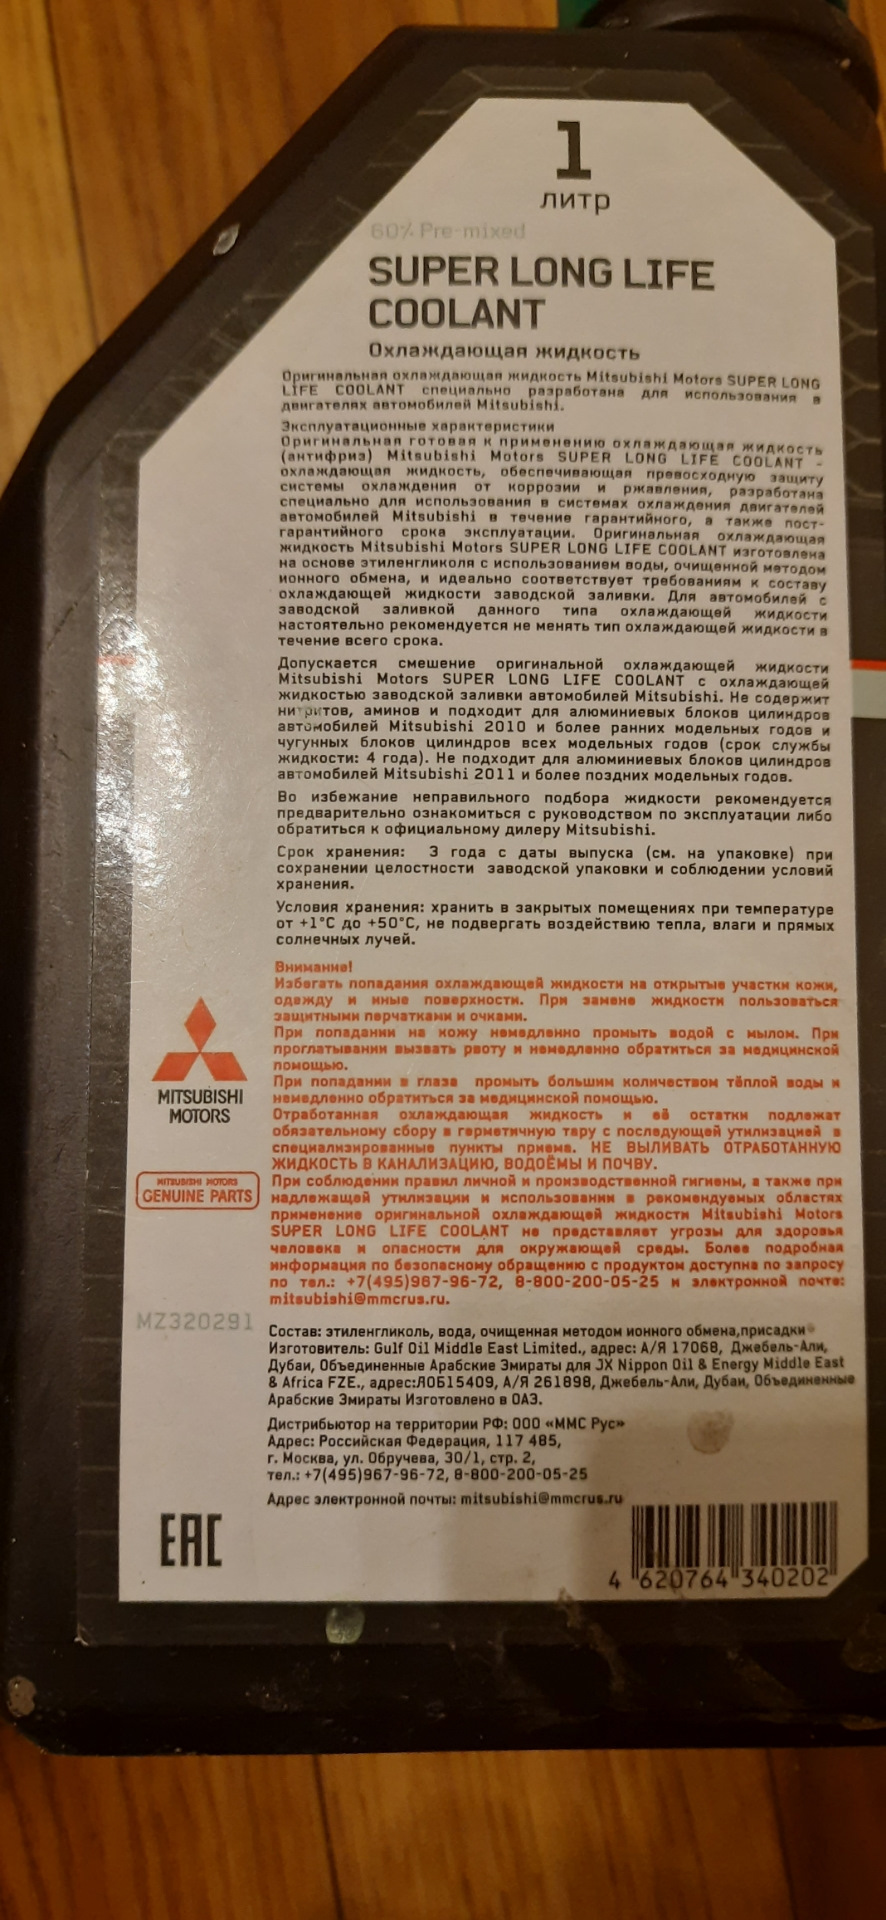 1
литр
60% Pre-mixed
SUPER LONG LIFE
COOLANT
Охлаждающая жидкость
Оригинальная охлаждающая жидкость Mitsubishi Motors SUPER LONG
LIFE COOLANT специально разработана для использования в
двигателях автомобилей Mitsubishi.
Эксплуатационные характеристики
Оригинальная готовая к применению охлаждающая жидкость
(антифриз) Mitsubishi Motors SUPER LONG LIFE COOLANT -
охлаждающая жидкость, обеспечивающая превосходную защиту
системы охлаждения от коррозии и ржавления, разработана
специально для использования в системах охлаждения двигателей
автомобилей Mitsubishi в течение гарантийного, а также пост-
гарантийного срока эксплуатации. Оригинальная охлаждающая
жидкость Mitsubishi Motors SUPER LONG LIFE COOLANT изготовлена
на основе этиленгликоля с использованием воды, очищенной методом
ионного обмена, и идеально соответствует требованиям к составу
охлаждающей жидкости заводской заливки. Для автомобилей с
заводской заливкой данного типа охлаждающей жидкости
настоятельно рекомендуется не менять тип охлаждающей жидкости в
течение всего срока.
Допускается смешение оригинальной охлаждающей жидкости
Mitsubishi Motors SUPER LONG LIFE COOLANT с охлаждающей
жидкостью заводской заливки автомобилей Mitsubishi. Не содержит
нитритов, аминов и подходит для алюминиевых блоков цилиндров
автомобилей Mitsubishi 2010 и более ранних модельных годов и
чугунных блоков цилиндров всех модельных годов (срок службы
жидкости: 4 года). Не подходит для алюминиевых блоков цилиндров
автомобилей Mitsubishi 2011 и более поздних модельных годов.
Во избежание неправильного подбора жидкости рекомендуется
предварительно ознакомиться с руководством по эксплуатации либо
обратиться к официальному дилеру Mitsubishi.
Срок хранения: 3 года с даты выпуска (см. на упаковке) при
сохранении целостности заводской упаковки и соблюдении условий
хранения.
Условия хранения: хранить в закрытых помещениях при температуре
от +1°C до +50°C, не подвергать воздействию тепла, влаги и прямых
солнечных лучей.
Внимание!
Избегать попадания охлаждающей жидкости на открытые участки кожи,
одежду и иные поверхности. При замене жидкости пользоваться
защитными перчатками и очками.
При попадании на кожу немедленно промыть водой с мылом. При
проглатывании вызвать рвоту и немедленно обратиться за медицинской
помощью.
При попадании в глаза промыть большим количеством тёплой воды и
немедленно обратиться за медицинской помощью.
Отработанная охлаждающая жидкость и её остатки подлежат
обязательному сбору в герметичную тару с последующей утилизацией в
специализированные пункты приема. НЕ ВЫЛИВАТЬ ОТРАБОТАННУЮ
ЖИДКОСТЬ В КАНАЛИЗАЦИЮ, ВОДОЁМЫ И ПОЧВУ.
При соблюдении правил личной и производственной гигиены, а также при
надлежащей утилизации и использовании в рекомендуемых областях
применение оригинальной охлаждающей жидкости Mitsubishi Motors
SUPER LONG LIFE COOLANT не представляет угрозы для здоровья
человека и опасности для окружающей среды. Более подробная
информация по безопасному обращению с продуктом доступна по запросу
по тел.: +7(495)967-96-72, 8-800-200-05-25 и электронной почте:
mitsubishi@mmcrus.ru.
MITSUBISHI
MOTORS
MITSUBISHI MOTORS
GENUINE PARTS
MZ320291
Состав: этиленгликоль, вода, очищенная методом ионного обмена,присадки
Изготовитель: Gulf Oil Middle East Limited., адрес: А/Я 17068, Джебель-Али,
Дубаи, Объединенные Арабские Эмираты для JX Nippon Oil & Energy Middle East
& Africa FZE., адрес:ЛОБ15409, А/Я 261898, Джебель-Али, Дубаи, Объединенные
Арабские Эмираты Изготовлено в ОАЭ.
Дистрибьютор на территории РФ: ООО «ММС Рус»
Адрес: Российская Федерация, 117 485,
г. Москва, ул. Обручева, 30/1, стр. 2,
тел.: +7(495)967-96-72, 8-800-200-05-25
Адрес электронной почты: mitsubishi@mmcrus.ru
EAC
4 620764 340202